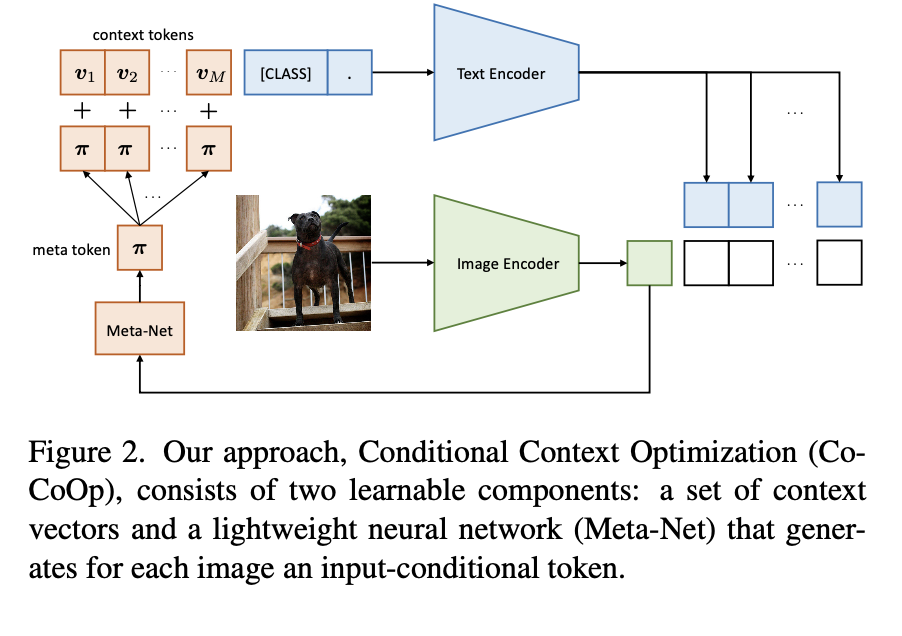 context tokens
v1 v2 ··· vM [CLASS] . Text Encoder
+ + ··· + ···
π π ··· π
··· ···
meta token π Image Encoder ···
Meta-Net
Figure 2. Our approach, Conditional Context Optimization (Co-
CoOp), consists of two learnable components: a set of context
vectors and a lightweight neural network (Meta-Net) that gener-
ates for each image an input-conditional token.